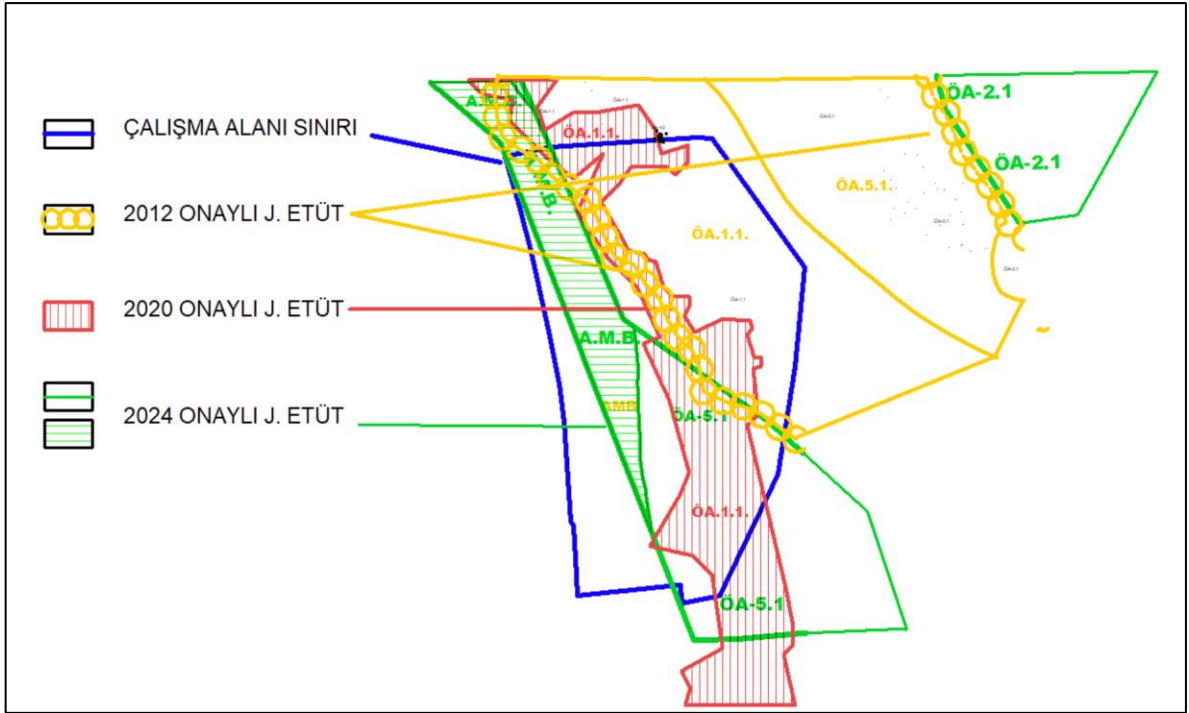 ÇALIŞMA ALANI SINIRI
2012 ONAYLI J. ETÜT
2020 ONAYLI J. ETÜT
2024 ONAYLI J. ETÜT
A.M.B.
ÖA-2.1
ÖA.1.1.
ÖA-2.1
ÖA.5.1.
ÖA.1.1.
A.M.B.
AMB
ÖA-5.1
ÖA.1.1.
ÖA-5.1